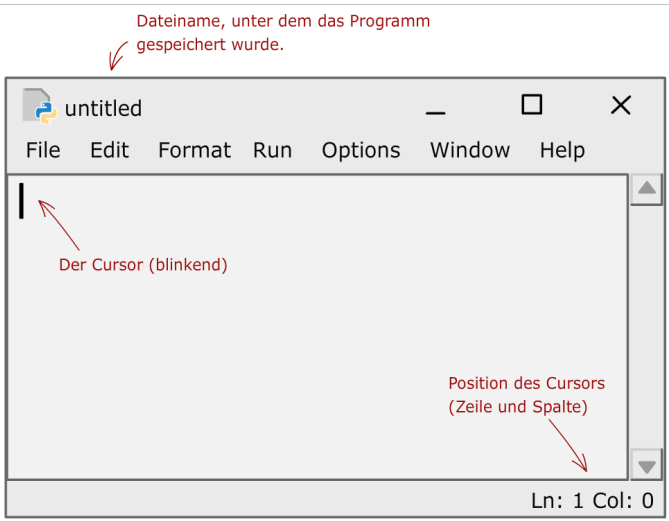 Dateiname, unter dem das Programm
gespeichert wurde.
untitled
File Edit Format Run Options Window Help
Der Cursor (blinkend)
Position des Cursors
(Zeile und Spalte)
Ln: 1 Col: 0